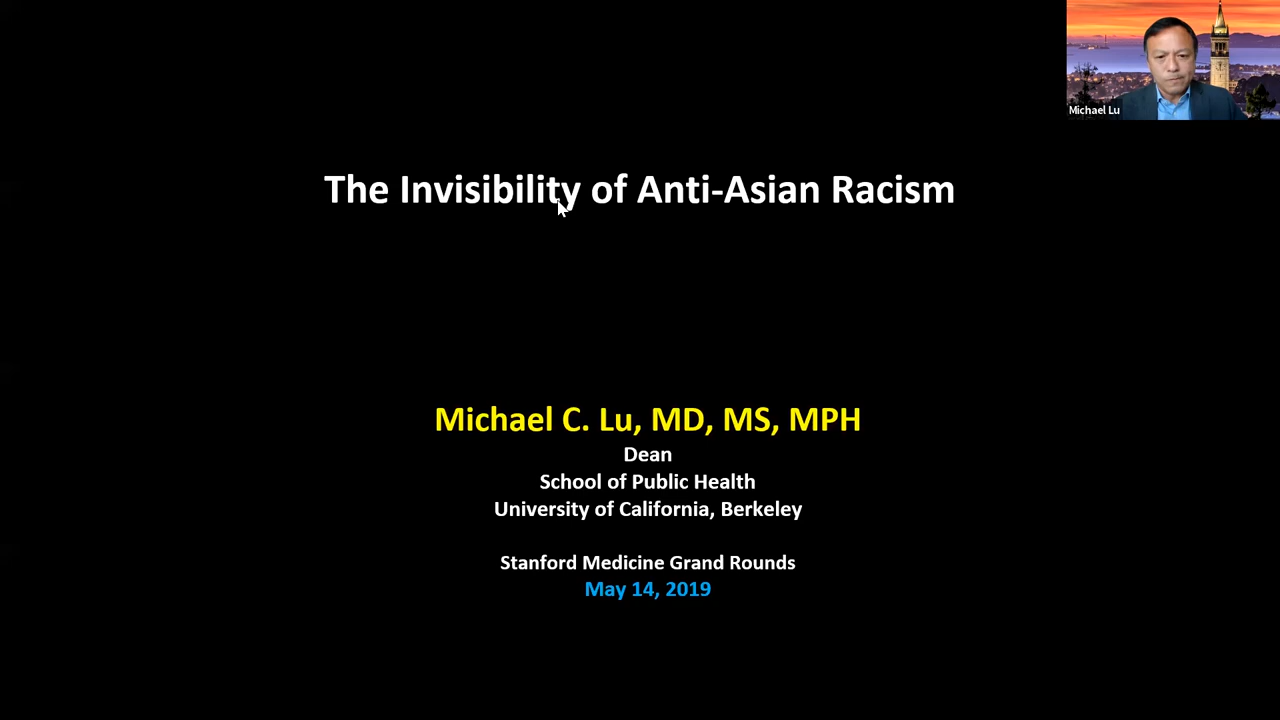 Michael Lu
The Invisibility of Anti-Asian Racism
Michael C. Lu, MD, MS, MPH
Dean
School of Public Health
University of California, Berkeley
Stanford Medicine Grand Rounds
May 14, 2019